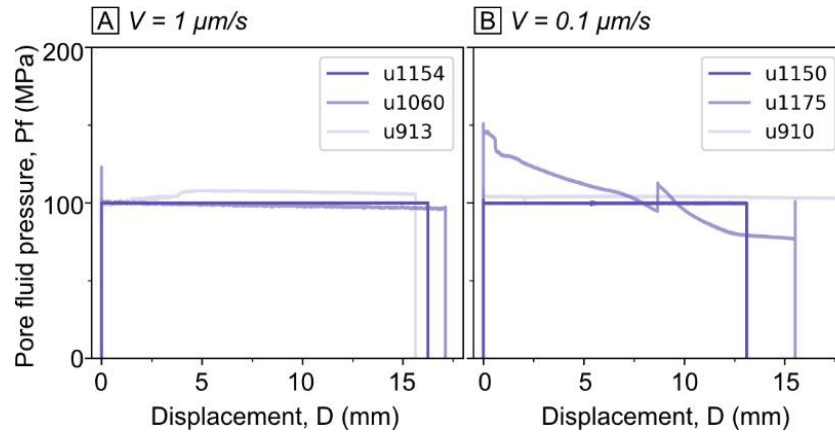 A V = 1 μm/s
B V = 0.1 μm/s
Pore fluid pressure, Pf (MPa)
200
100
0
u1154
u1060
u913
u1150
u1175
u910
0 5 10 15
0 5 10 15
Displacement, D (mm)
Displacement, D (mm)